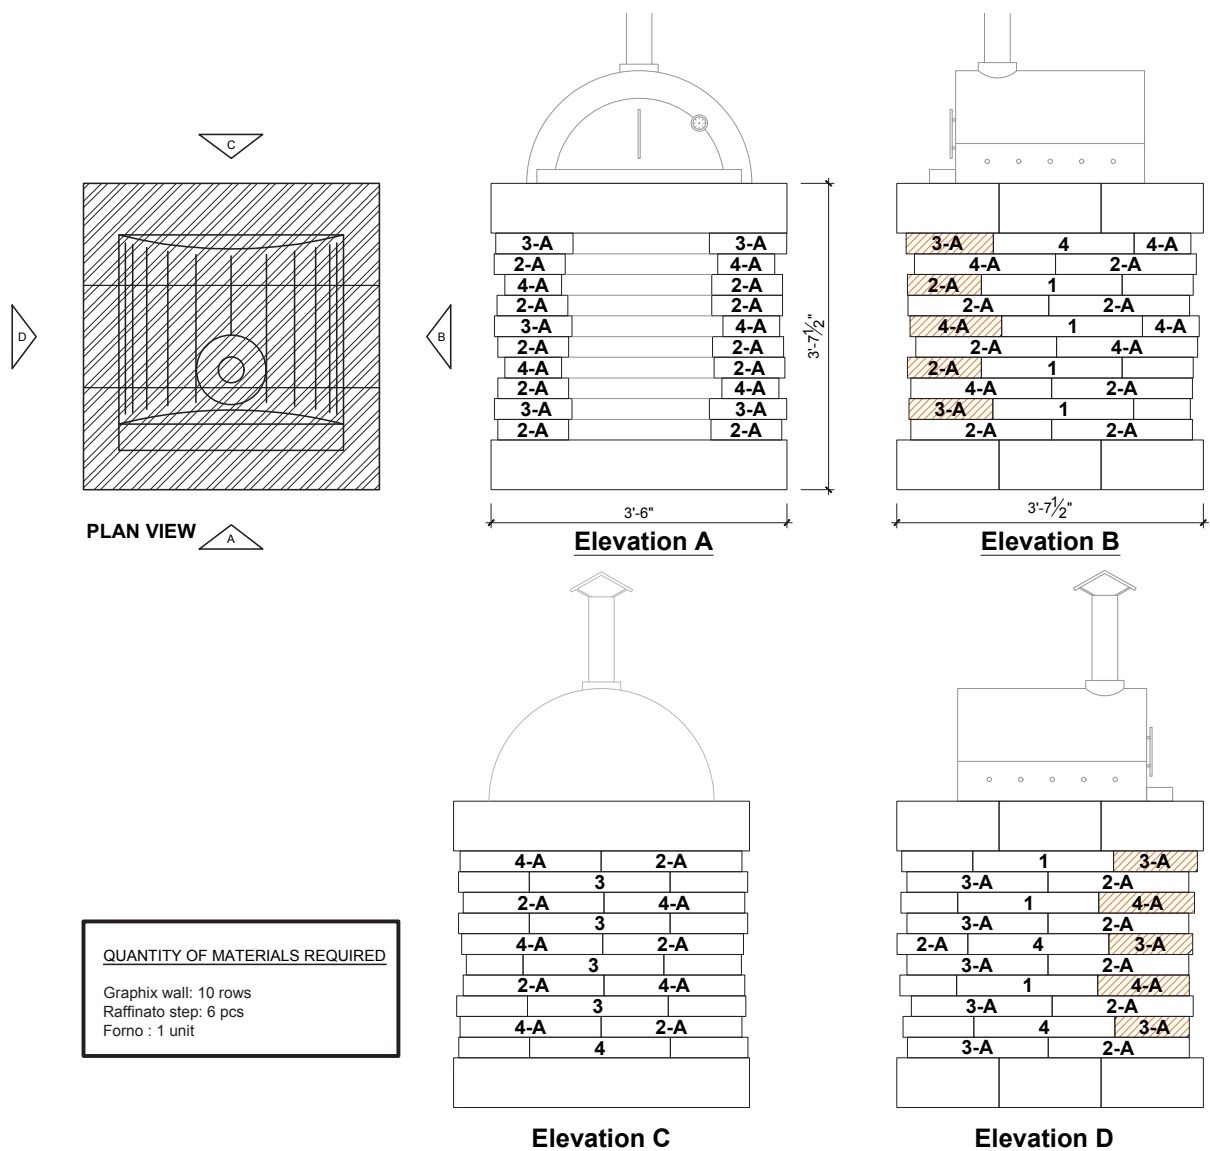 C
D
B
PLAN VIEW
A
3-A 3-A
2-A 4-A
4-A 2-A
2-A 2-A
3-A 4-A
2-A 2-A
4-A 2-A
2-A 4-A
3-A 3-A
2-A 2-A
3'-7½"
3'-6"
Elevation A
3-A 4 4-A
4-A 2-A
2-A 1
2-A 2-A
4-A 1 4-A
2-A 4-A
2-A 1
4-A 2-A
3-A 1
2-A 2-A
3'-7½"
Elevation B
4-A 2-A
3
2-A 4-A
3
4-A 2-A
3
2-A 4-A
3
4-A 2-A
4
Elevation C
1 3-A
3-A 2-A
1 4-A
3-A 2-A
2-A 4 3-A
3-A 2-A
1 4-A
3-A 2-A
4 3-A
3-A 2-A
Elevation D
QUANTITY OF MATERIALS REQUIRED
Graphix wall: 10 rows
Raffinato step: 6 pcs
Forno : 1 unit